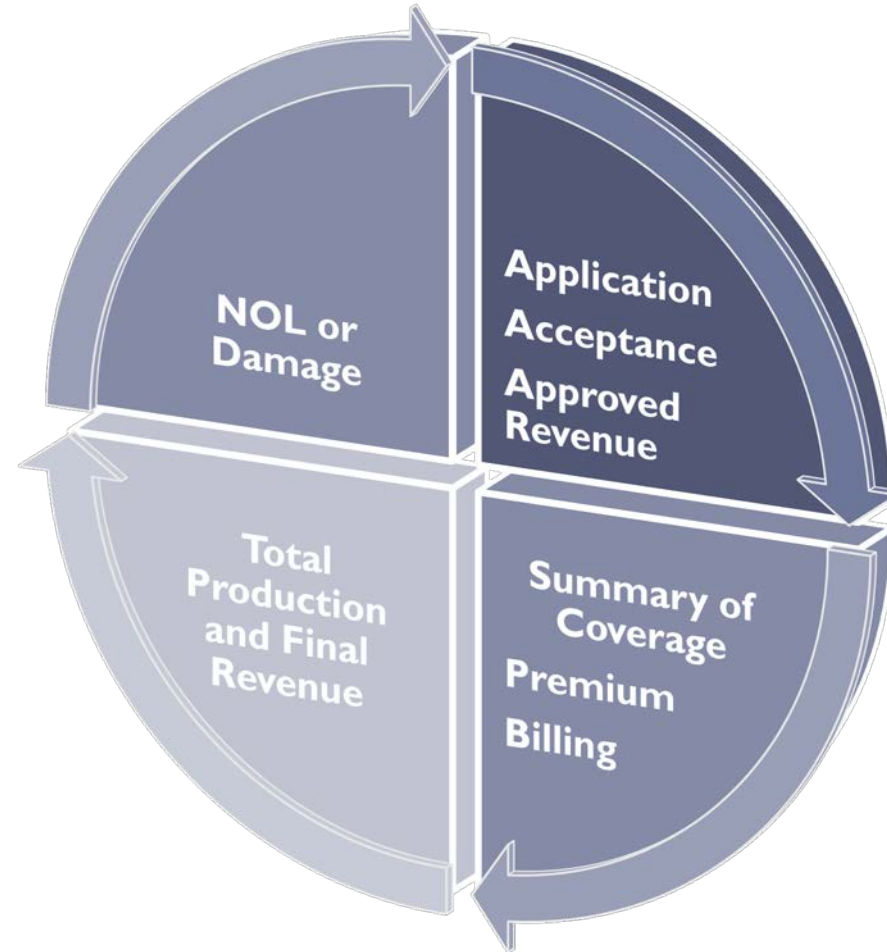 NOL or
Damage
Application
Acceptance
Approved
Revenue
Total
Production
and Final
Revenue
Summary of
Coverage
Premium
Billing